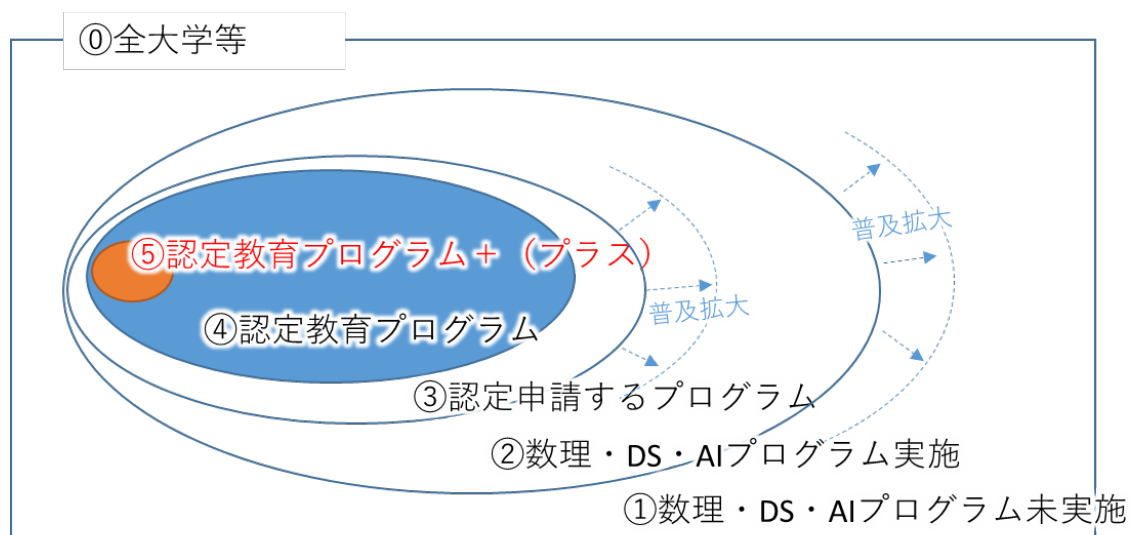 ⓪全大学等
普及拡大
⑤認定教育プログラム＋（プラス）
普及拡大
④認定教育プログラム
③認定申請するプログラム
②数理・DS・AIプログラム実施
①数理・DS・AIプログラム未実施